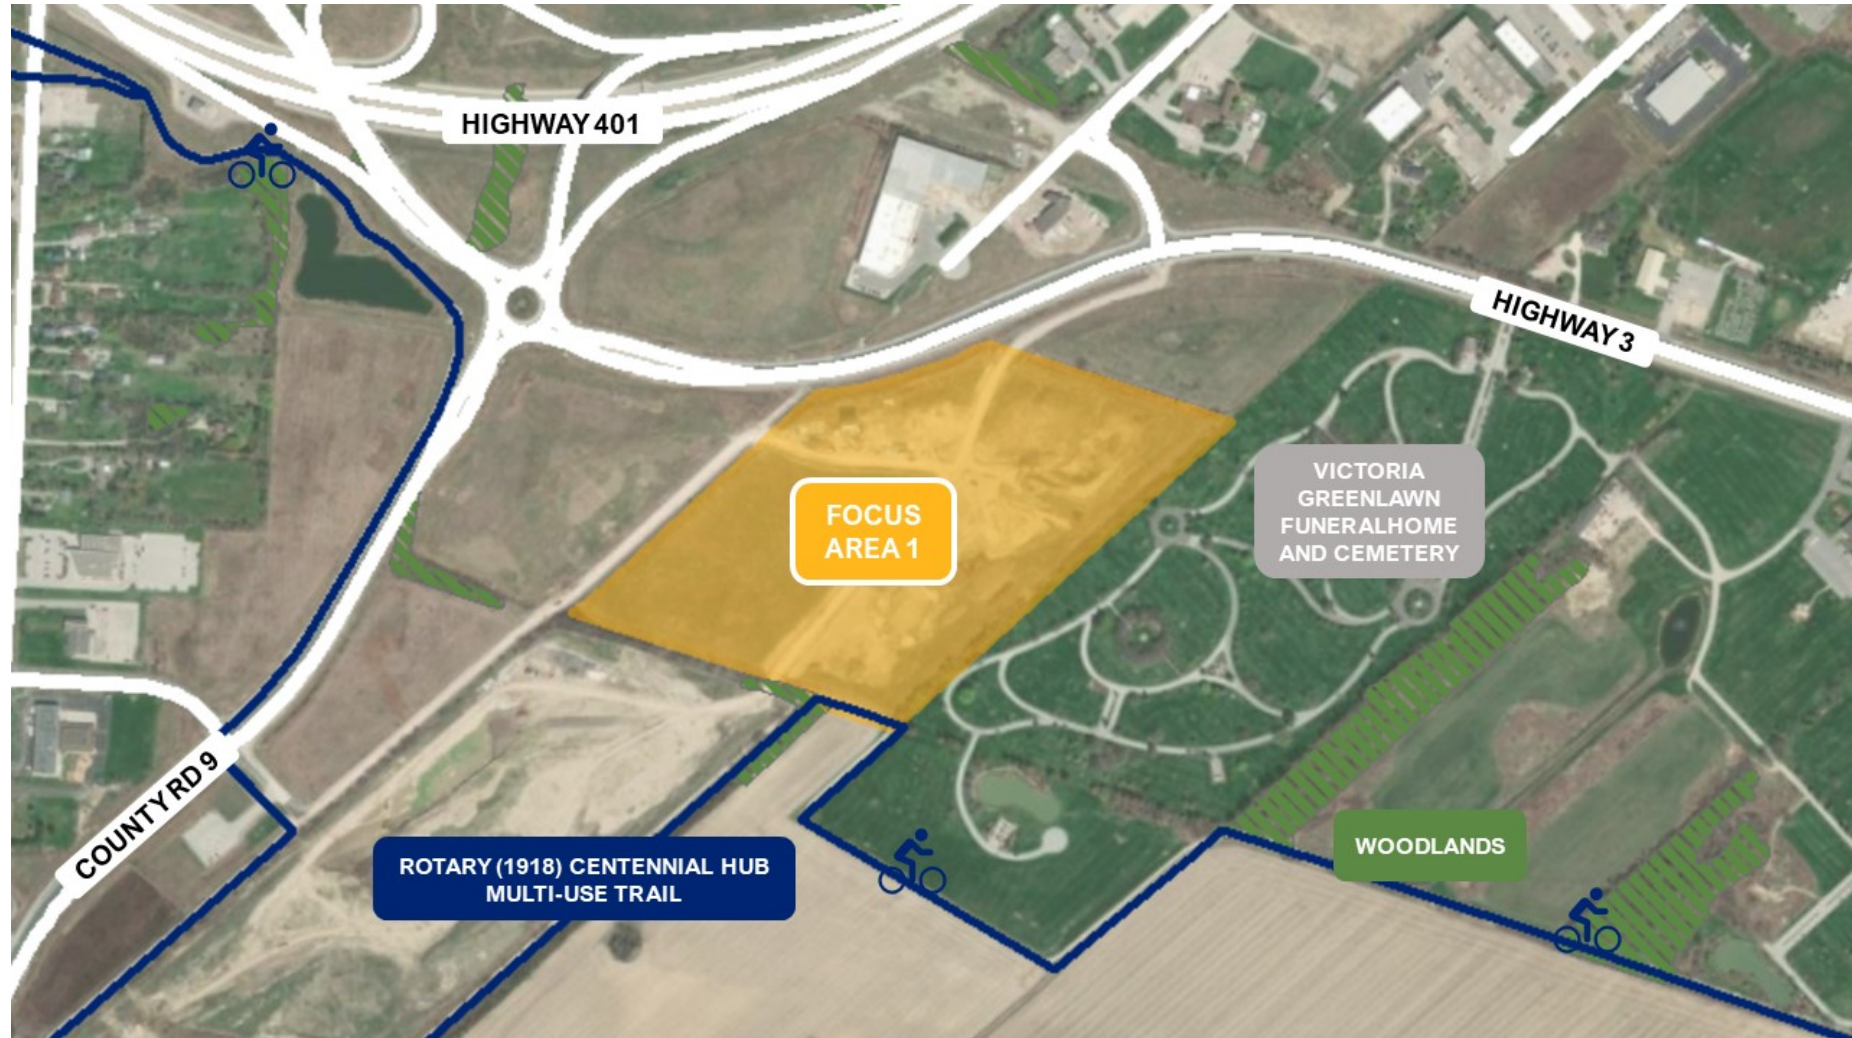 HIGHWAY 401
HIGHWAY 3
VICTORIA
GREENLAWN
FUNERALHOME
AND CEMETERY
FOCUS
AREA 1
COUNTY RD 9
ROTARY (1918) CENTENNIAL HUB
MULTI-USE TRAIL
WOODLANDS